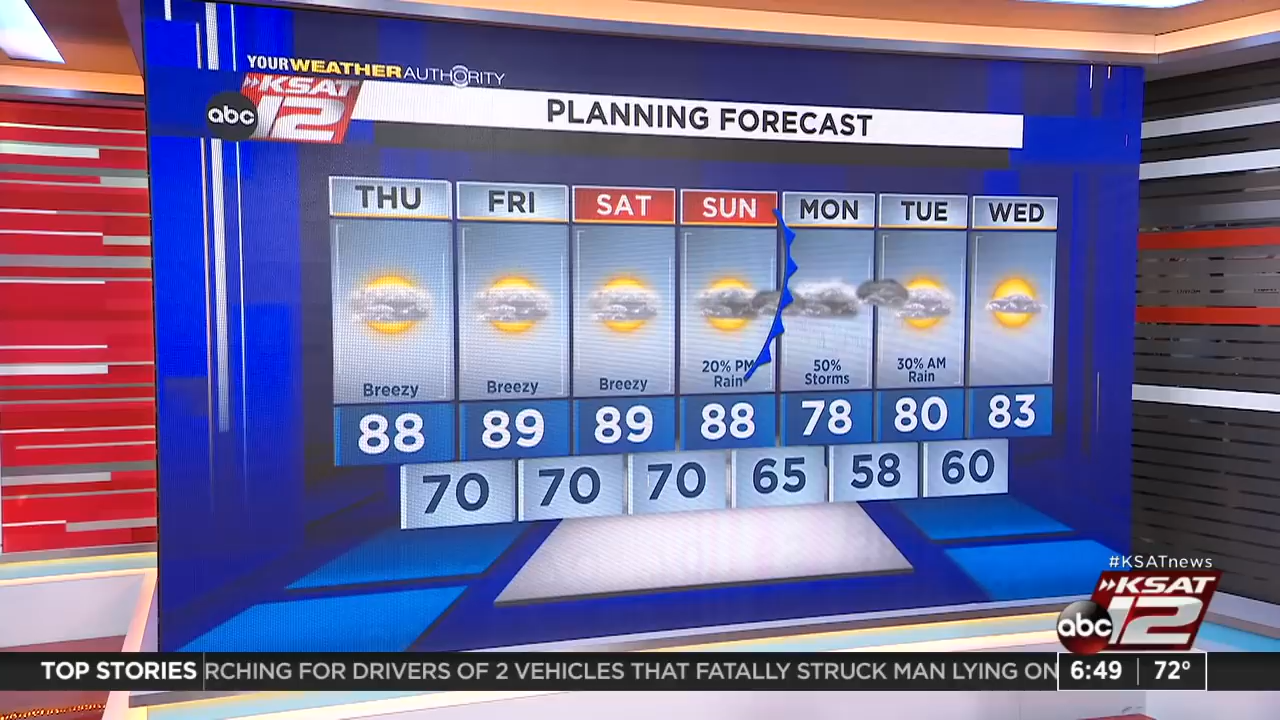 YOURWEATHERAUTHORITY
abc
»KSAT
12
PLANNING FORECAST
THU FRI SAT SUN MON TUE WED
Breezy Breezy Breezy 20% PM 50% 30% AM
Rain Storms Rain
88 89 89 88 78 80 83
70 70 70 65 58 60
#KSATnews
»KSAT
abc 12
TOP STORIES RCHING FOR DRIVERS OF 2 VEHICLES THAT FATALLY STRUCK MAN LYING ON 6:49 72°